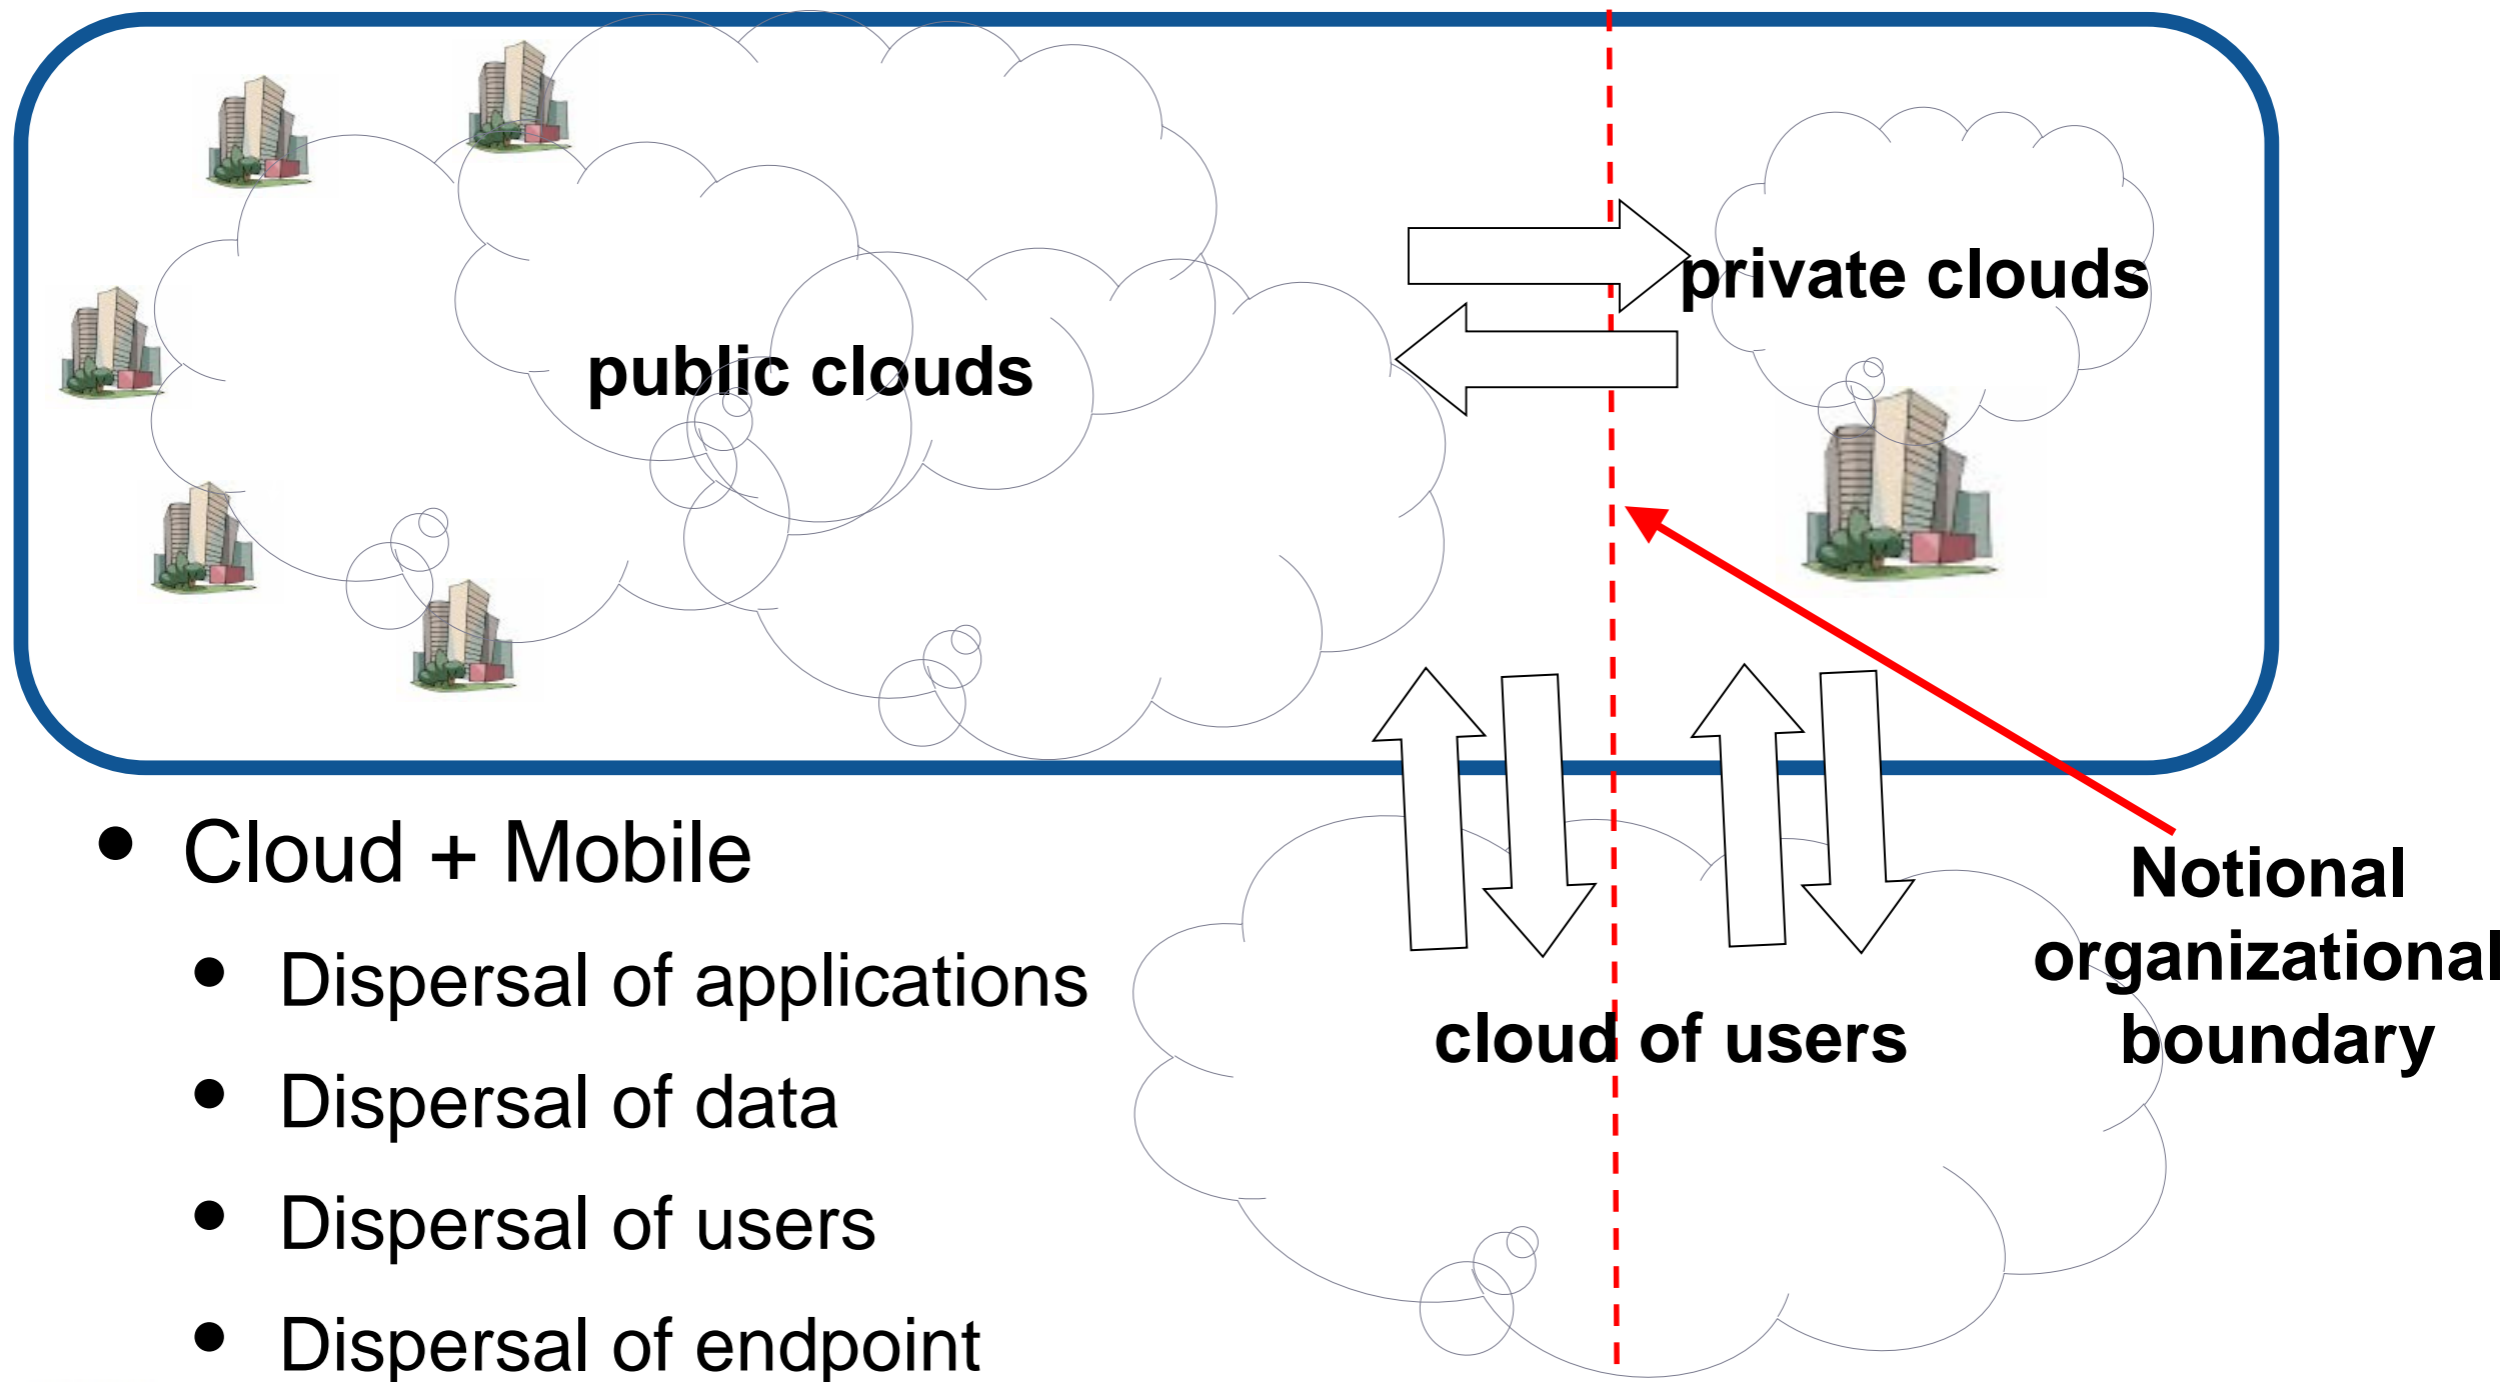 private clouds
public clouds
• Cloud + Mobile
• Dispersal of applications
• Dispersal of data
• Dispersal of users
• Dispersal of endpoint
cloud of users
Notional
organizational
boundary